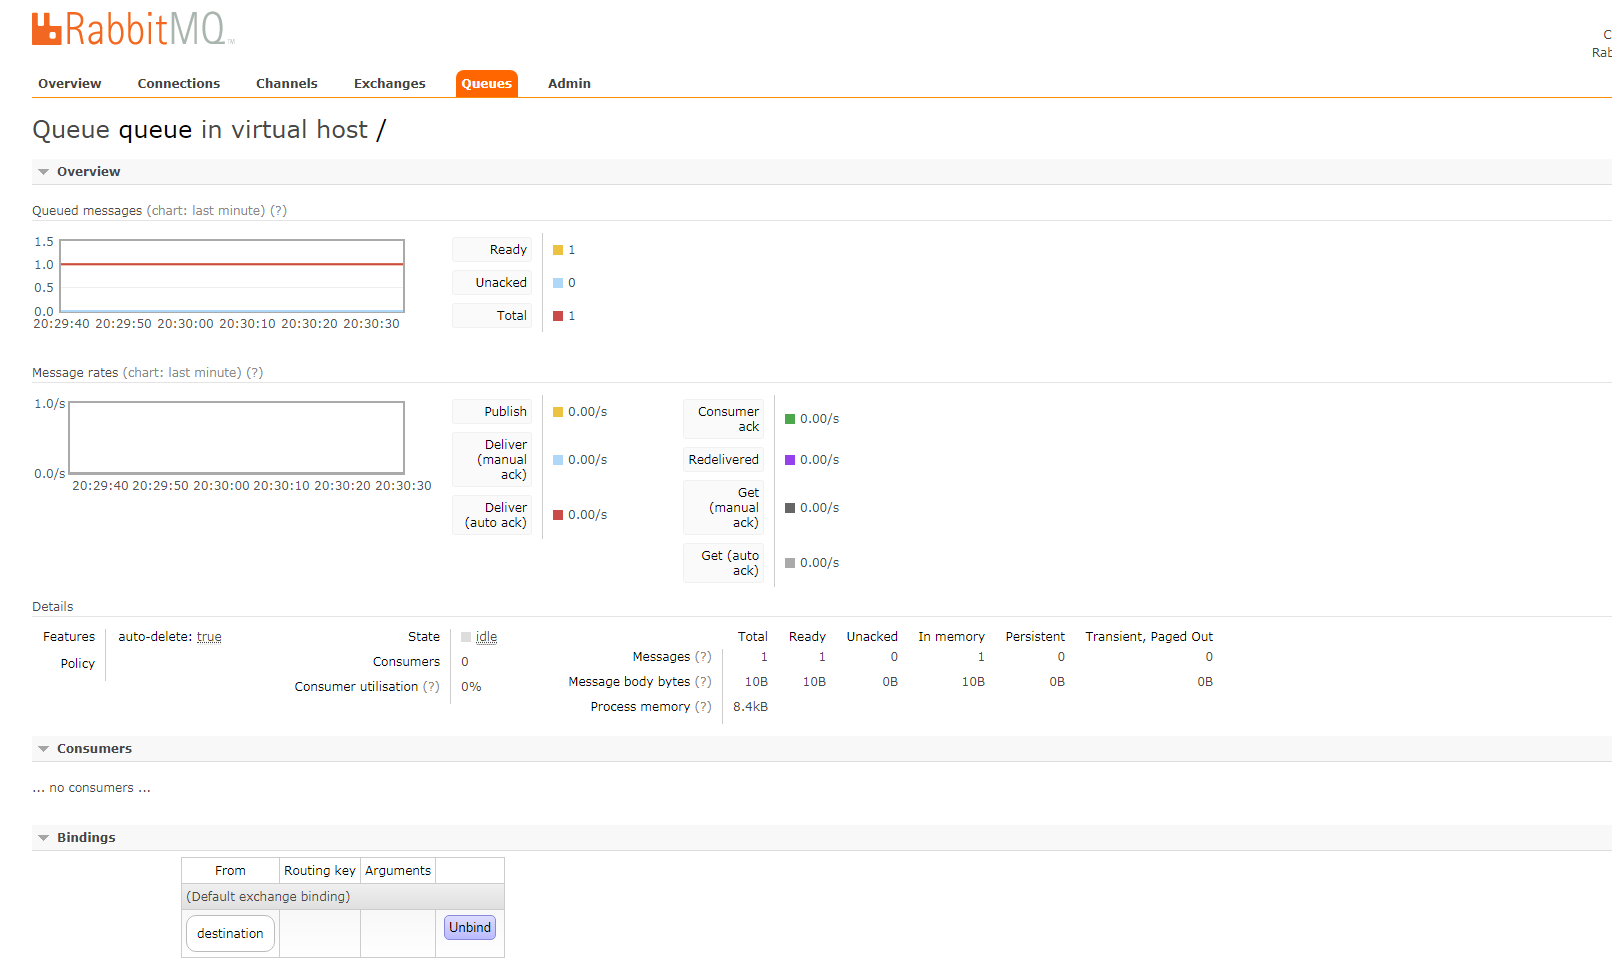 RabbitMQ™
C
Rab
Overview Connections Channels Exchanges Queues Admin
Queue queue in virtual host /
Overview
Queued messages (chart: last minute) (?)
1.5
1.0
0.5
0.0
20:29:40 20:29:50 20:30:00 20:30:10 20:30:20 20:30:30
Ready 1
Unacked 0
Total 1
Message rates (chart: last minute) (?)
1.0/s
0.0/s
20:29:40 20:29:50 20:30:00 20:30:10 20:30:20 20:30:30
Publish 0.00/s
Deliver
(manual 0.00/s
ack)
Deliver
(auto ack) 0.00/s
Consumer
ack 0.00/s
Redelivered 0.00/s
Get
(manual 0.00/s
ack)
Get (auto
ack) 0.00/s
Details
Features auto-delete: true
Policy
State idle
Consumers 0
Consumer utilisation (?) 0%
Total Ready Unacked In memory Persistent Transient, Paged Out
Messages (?) 1 1 0 1 0 0
Message body bytes (?) 10B 10B 0B 10B 0B 0B
Process memory (?) 8.4kB
Consumers
... no consumers ...
Bindings
From Routing key Arguments
(Default exchange binding)
destination Unbind